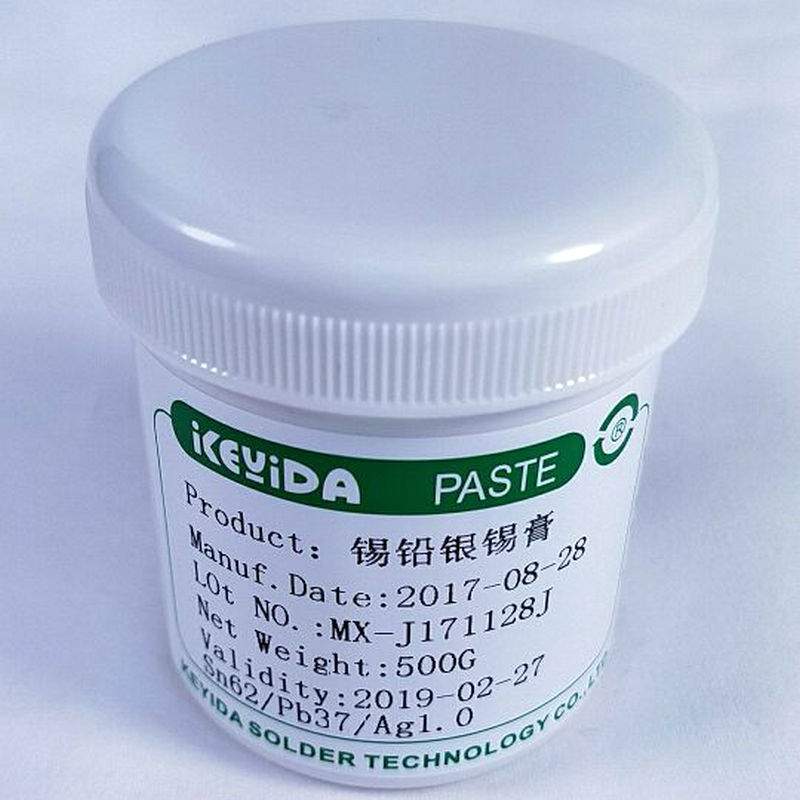 iKEYiDA PASTE ®
Product: 锡铅银锡膏
Manuf.Date:2017-08-28
LOt NO.:MX-J171128J
Net Weight:500G
Validity:2019-02-27
Sn62/Pb37/Ag1.0
KEYIDA SOLDER TECHNOLOGY CO.,LTD